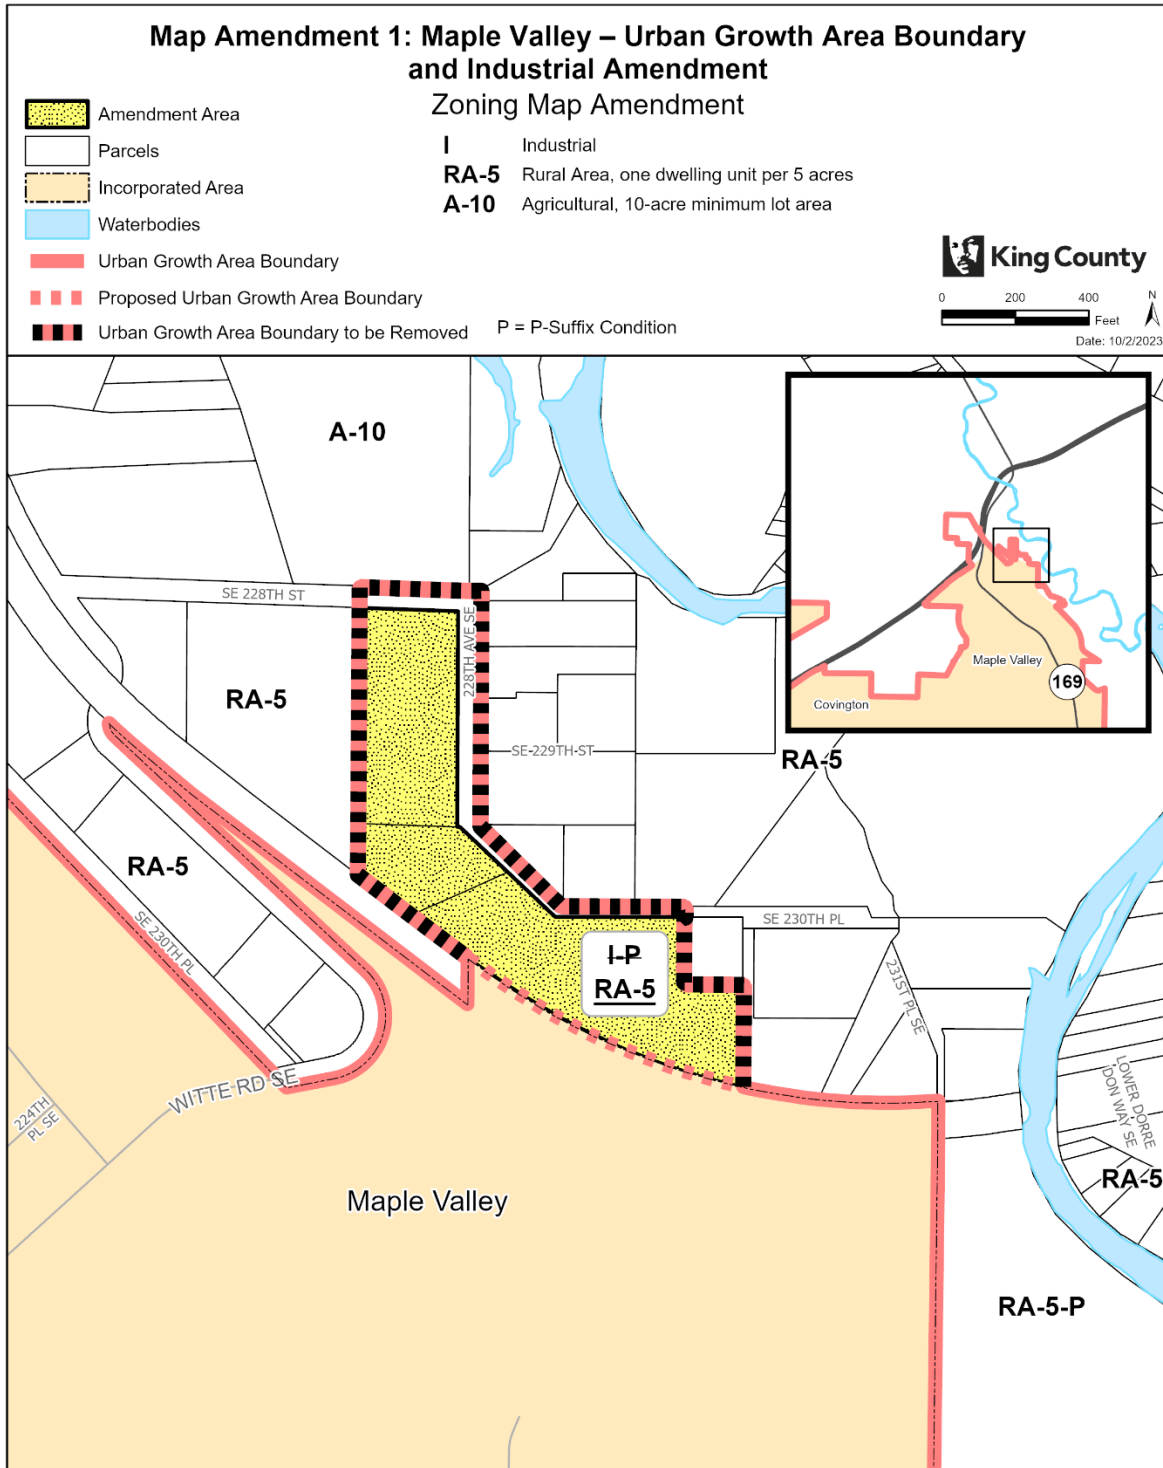 Map Amendment 1: Maple Valley – Urban Growth Area Boundary
and Industrial Amendment
Zoning Map Amendment
Amendment Area
Parcels
Incorporated Area
Waterbodies
Urban Growth Area Boundary
Proposed Urban Growth Area Boundary
Urban Growth Area Boundary to be Removed
I Industrial
RA-5 Rural Area, one dwelling unit per 5 acres
A-10 Agricultural, 10-acre minimum lot area
P = P-Suffix Condition
King County
0 200 400
Feet
N
Date: 10/2/2023
A-10
Maple Valley
169
Covington
SE 228TH ST
228TH AVE SE
RA-5
SE 229TH ST
RA-5
RA-5
SE 230TH PL
SE 230TH PL
I-P
RA-5
231ST PL SE
WITTE RD SE
224TH
PL SE
LOWER DORRE
DON WAY SE
RA-5
Maple Valley
RA-5-P